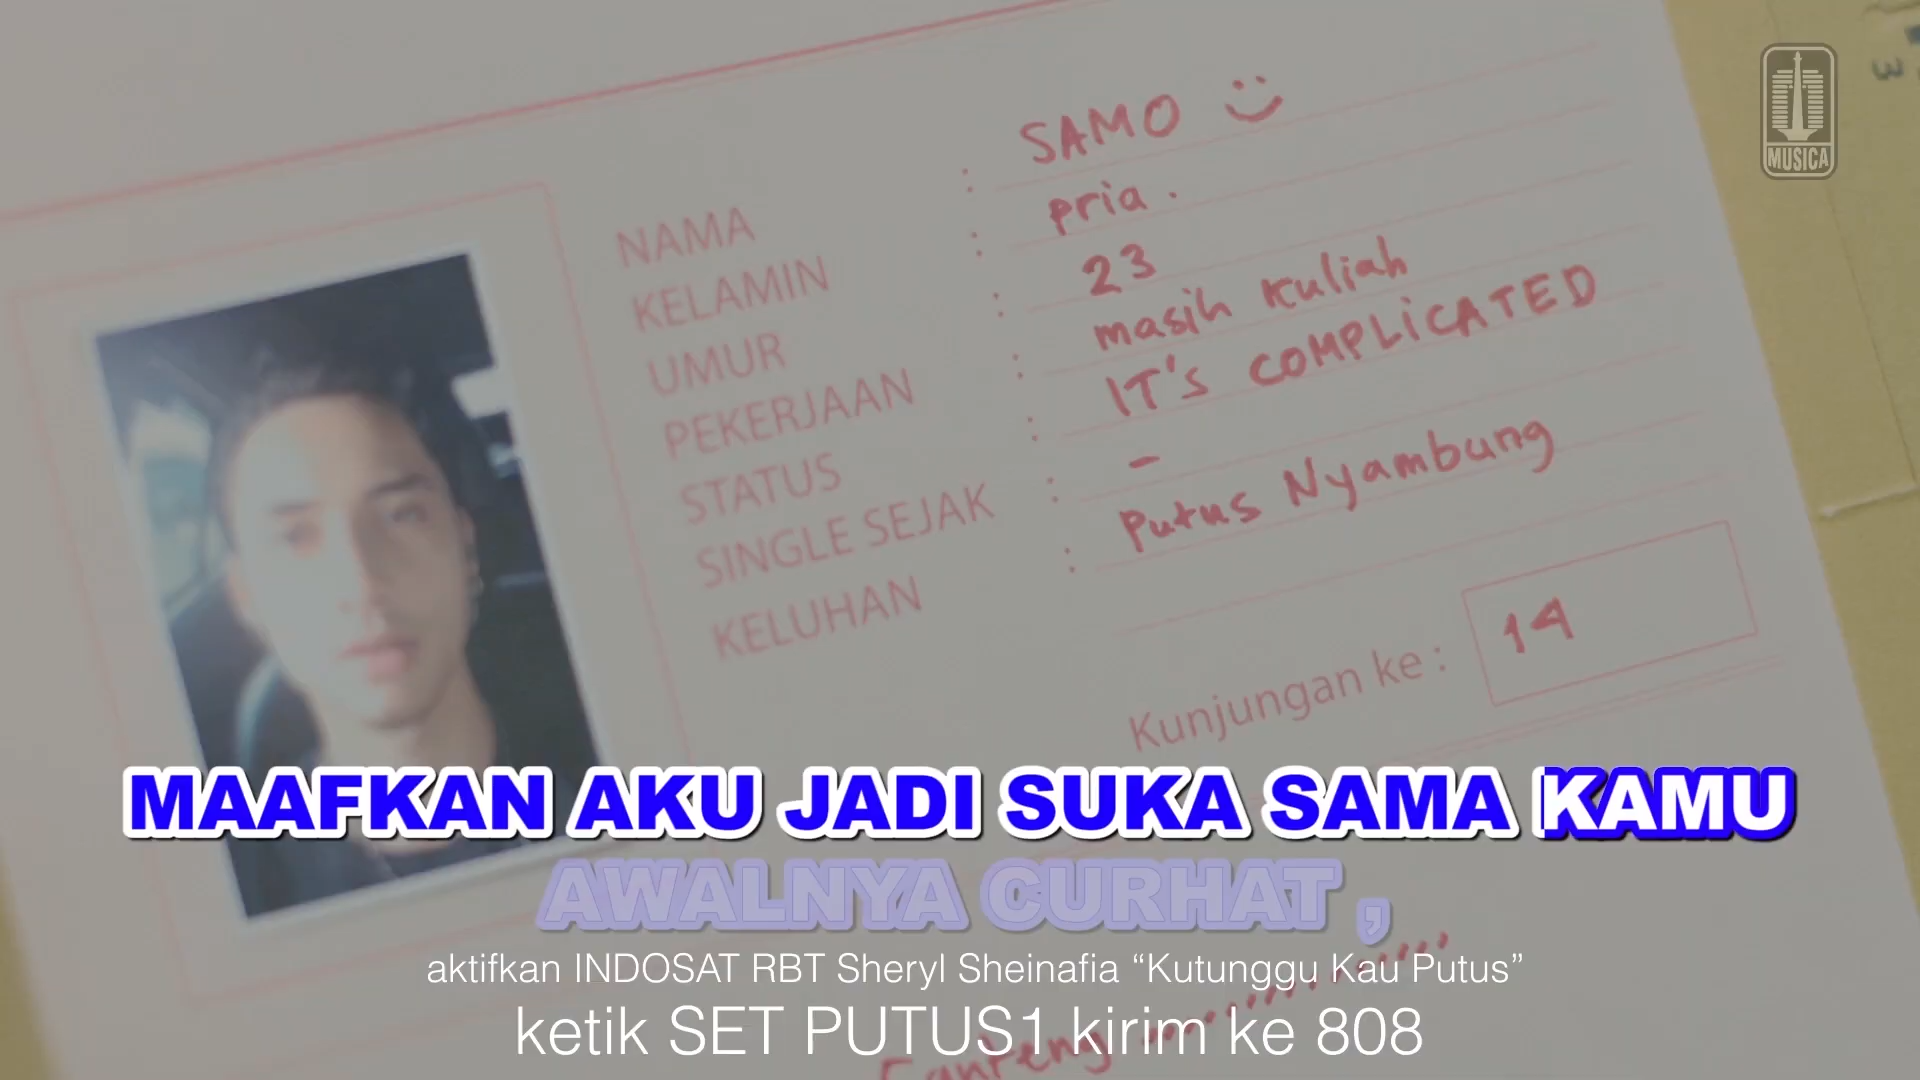 MUSICA
NAMA : SAMO
KELAMIN : pria .
UMUR : 23
PEKERJAAN : masih kuliah
STATUS : IT's COMPLICATED
SINGLE SEJAK : -
KELUHAN : Putus Nyambung
Kunjungan ke : 14
MAAFKAN AKU JADI SUKA SAMA KAMU
AWALNYA CURHAT ,
aktifkan INDOSAT RBT Sheryl Sheinafia “Kutunggu Kau Putus”
ketik SET PUTUS1 kirim ke 808